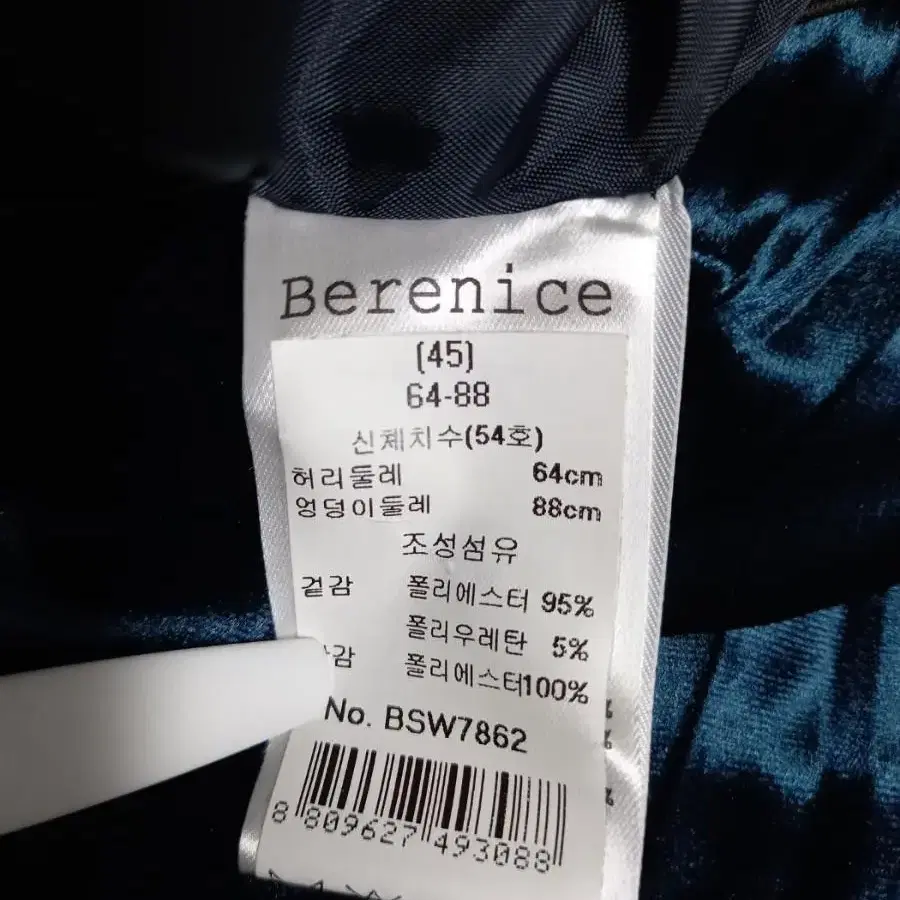 Berenice
(45)
64-88
신체치수(54호)
허리둘레 64cm
엉덩이둘레 88cm
조성섬유
겉감 폴리에스터 95%
폴리우레탄 5%
폴리에스터100%
No. BSW7862
8 809627 493088